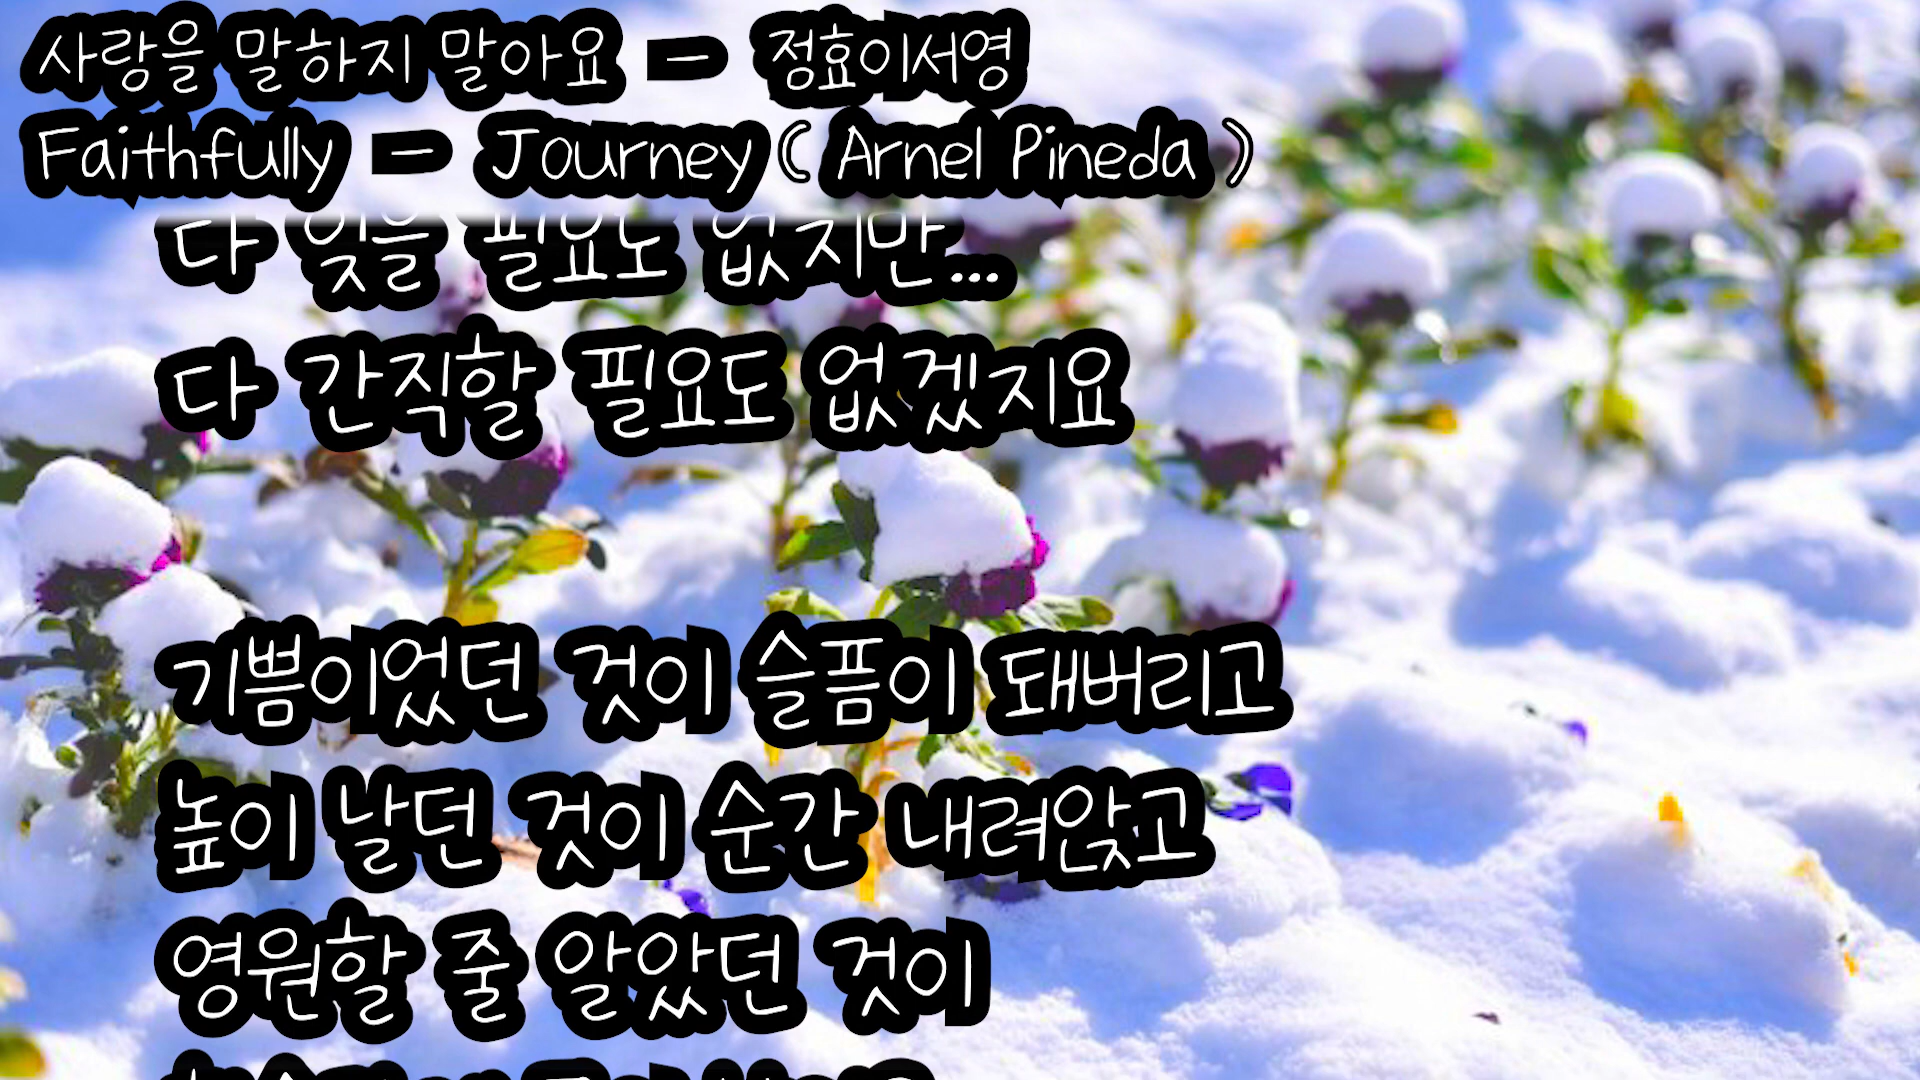 사랑을 말하지 말아요 - 정효이서영
Faithfully - Journey ( Arnel Pineda )
다 잊을 필요도 없지만...
다 간직할 필요도 없겠지요
기쁨이었던 것이 슬픔이 돼버리고
높이 날던 것이 순간 내려앉고
영원할 줄 알았던 것이